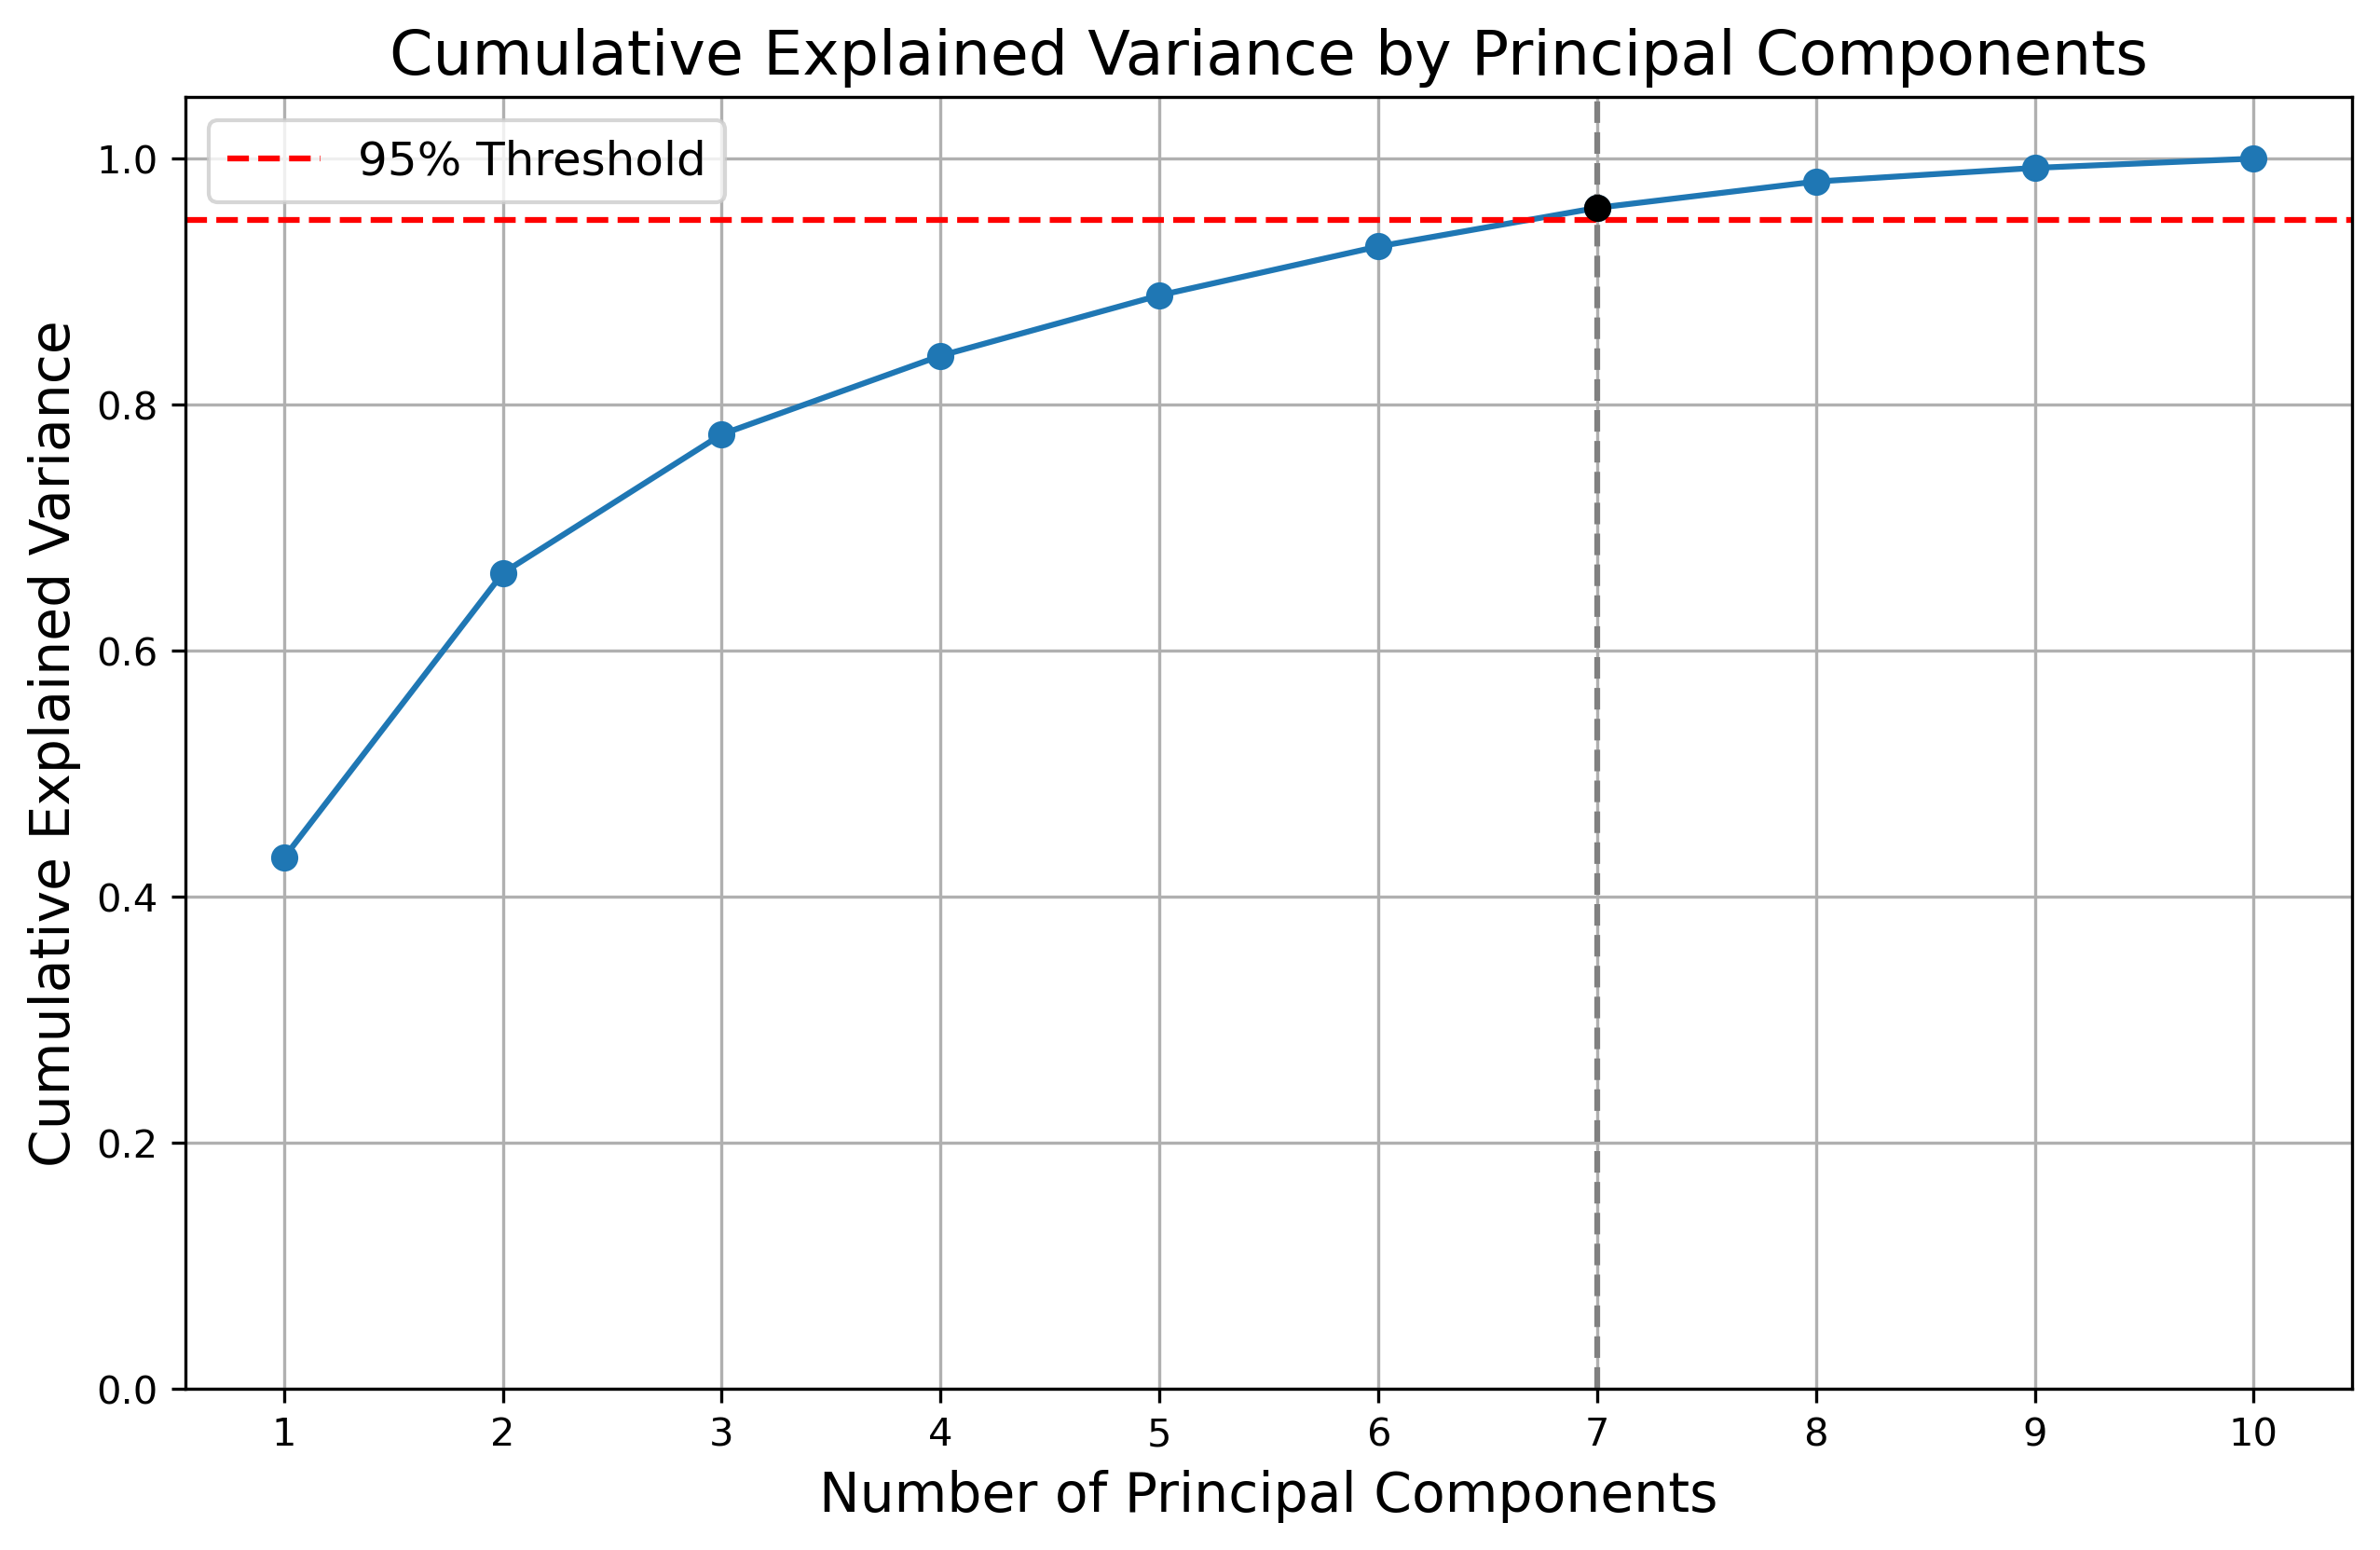 Cumulative Explained Variance by Principal Components
95% Threshold
Cumulative Explained Variance
1.0
0.8
0.6
0.4
0.2
0.0
1 2 3 4 5 6 7 8 9 10
Number of Principal Components